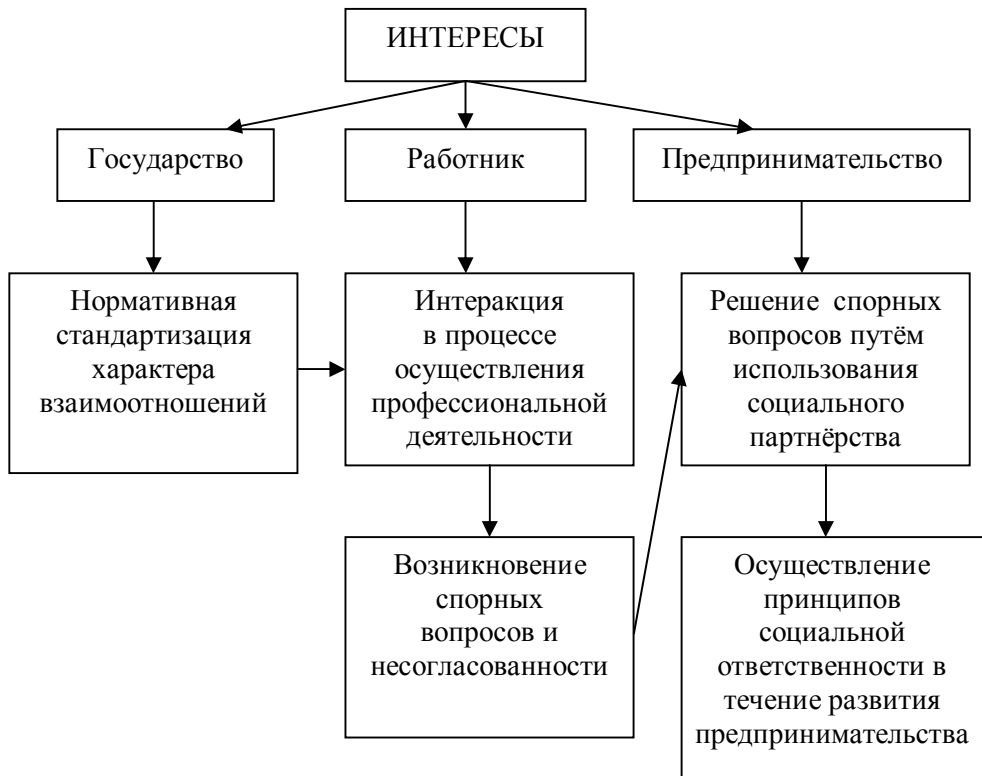 ИНТЕРЕСЫ
Государство
Работник
Предпринимательство
Нормативная
стандартизация
характера
взаимоотношений
Интеракция
в процессе
осуществления
профессиональной
деятельности
Решение спорных
вопросов путём
использования
социального
партнёрства
Возникновение
спорных
вопросов и
несогласованности
Осуществление
принципов
социальной
ответственности в
течение развития
предпринимательства